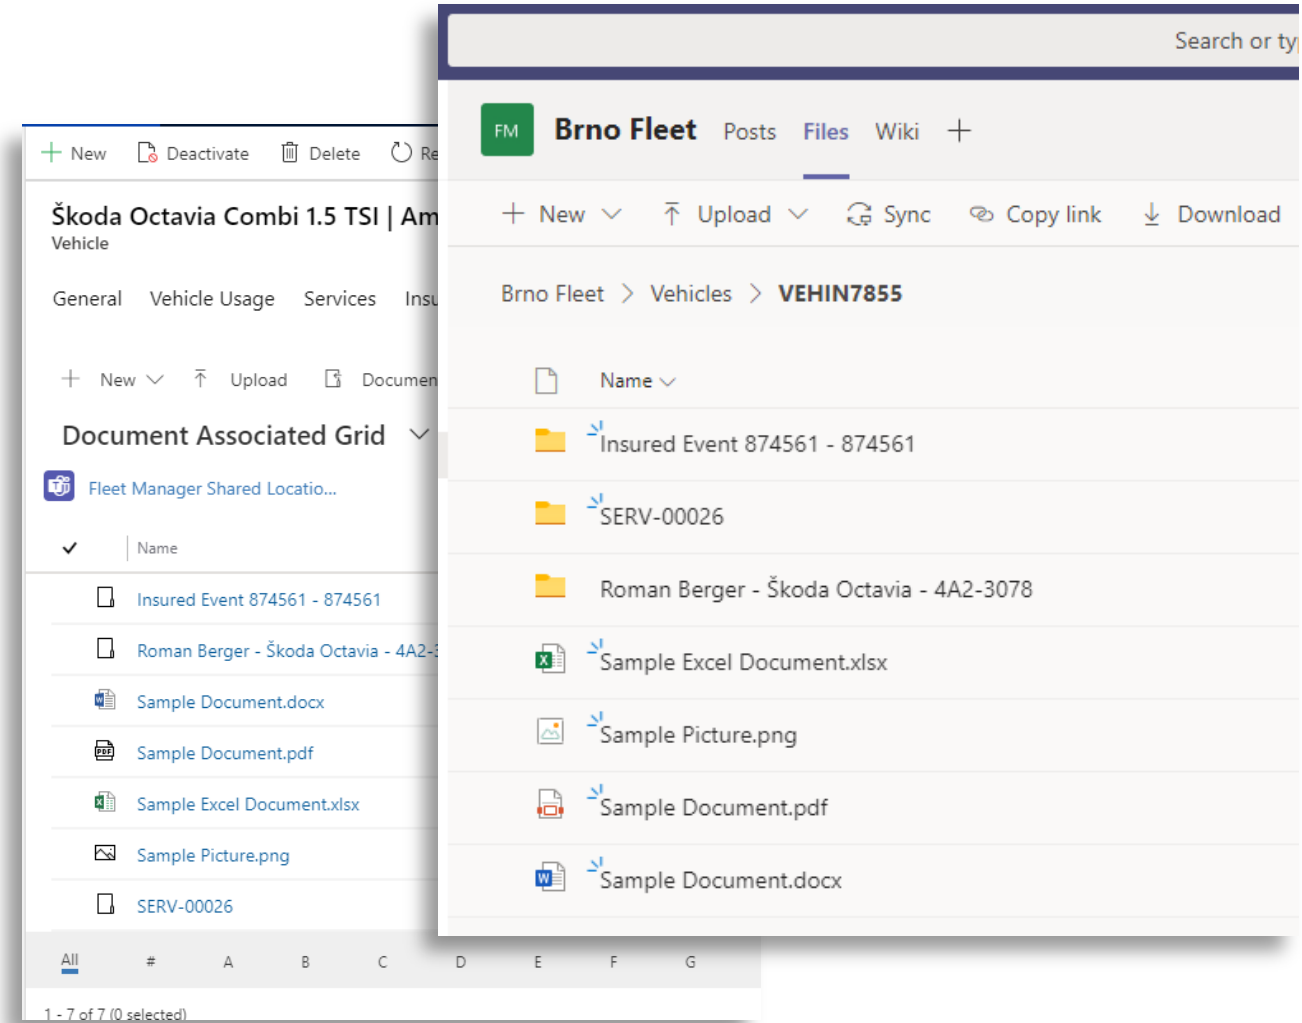 Search or ty
FM Brno Fleet Posts Files Wiki
New Upload Sync Copy link Download
Brno Fleet > Vehicles > VEHIN7855
Name
Insured Event 874561 - 874561
SERV-00026
Roman Berger - Škoda Octavia - 4A2-3078
Sample Excel Document.xlsx
Sample Picture.png
Sample Document.pdf
Sample Document.docx
New Deactivate Delete Re
Škoda Octavia Combi 1.5 TSI | Am
Vehicle
General Vehicle Usage Services Insu
New Upload Documen
Document Associated Grid
Fleet Manager Shared Locatio...
Name
Insured Event 874561 - 874561
Roman Berger - Škoda Octavia - 4A2-3
Sample Document.docx
PDF Sample Document.pdf
Sample Excel Document.xlsx
Sample Picture.png
SERV-00026
All # A B C D E F G
1 - 7 of 7 (0 selected)